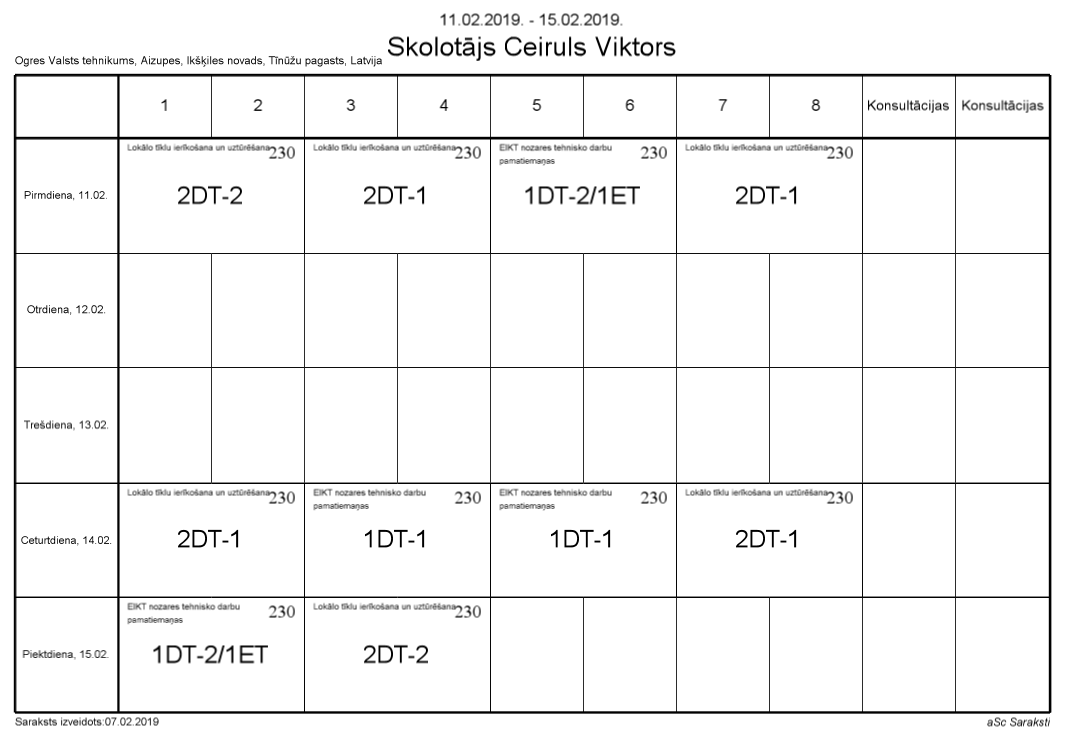 11.02.2019. - 15.02.2019.
Skolotājs Ceiruls Viktors
Ogres Valsts tehnikums, Aizupes, Ikšķiles novads, Tīnūžu pagasts, Latvija
1 2 3 4 5 6 7 8 Konsultācijas Konsultācijas
Pirmdiena, 11.02.
Lokālo tīklu ierīkošana un uzturēšana 230
2DT-2
Lokālo tīklu ierīkošana un uzturēšana 230
2DT-1
EIKT nozares tehnisko darbu 230
pamatiemaņas
1DT-2/1ET
Lokālo tīklu ierīkošana un uzturēšana 230
2DT-1
Otrdiena, 12.02.
Trešdiena, 13.02.
Ceturtdiena, 14.02.
Lokālo tīklu ierīkošana un uzturēšana 230
2DT-1
EIKT nozares tehnisko darbu 230
pamatiemaņas
1DT-1
EIKT nozares tehnisko darbu 230
pamatiemaņas
1DT-1
Lokālo tīklu ierīkošana un uzturēšana 230
2DT-1
Piektdiena, 15.02.
EIKT nozares tehnisko darbu 230
pamatiemaņas
1DT-2/1ET
Lokālo tīklu ierīkošana un uzturēšana 230
2DT-2
Saraksts izveidots:07.02.2019
aSc Saraksti